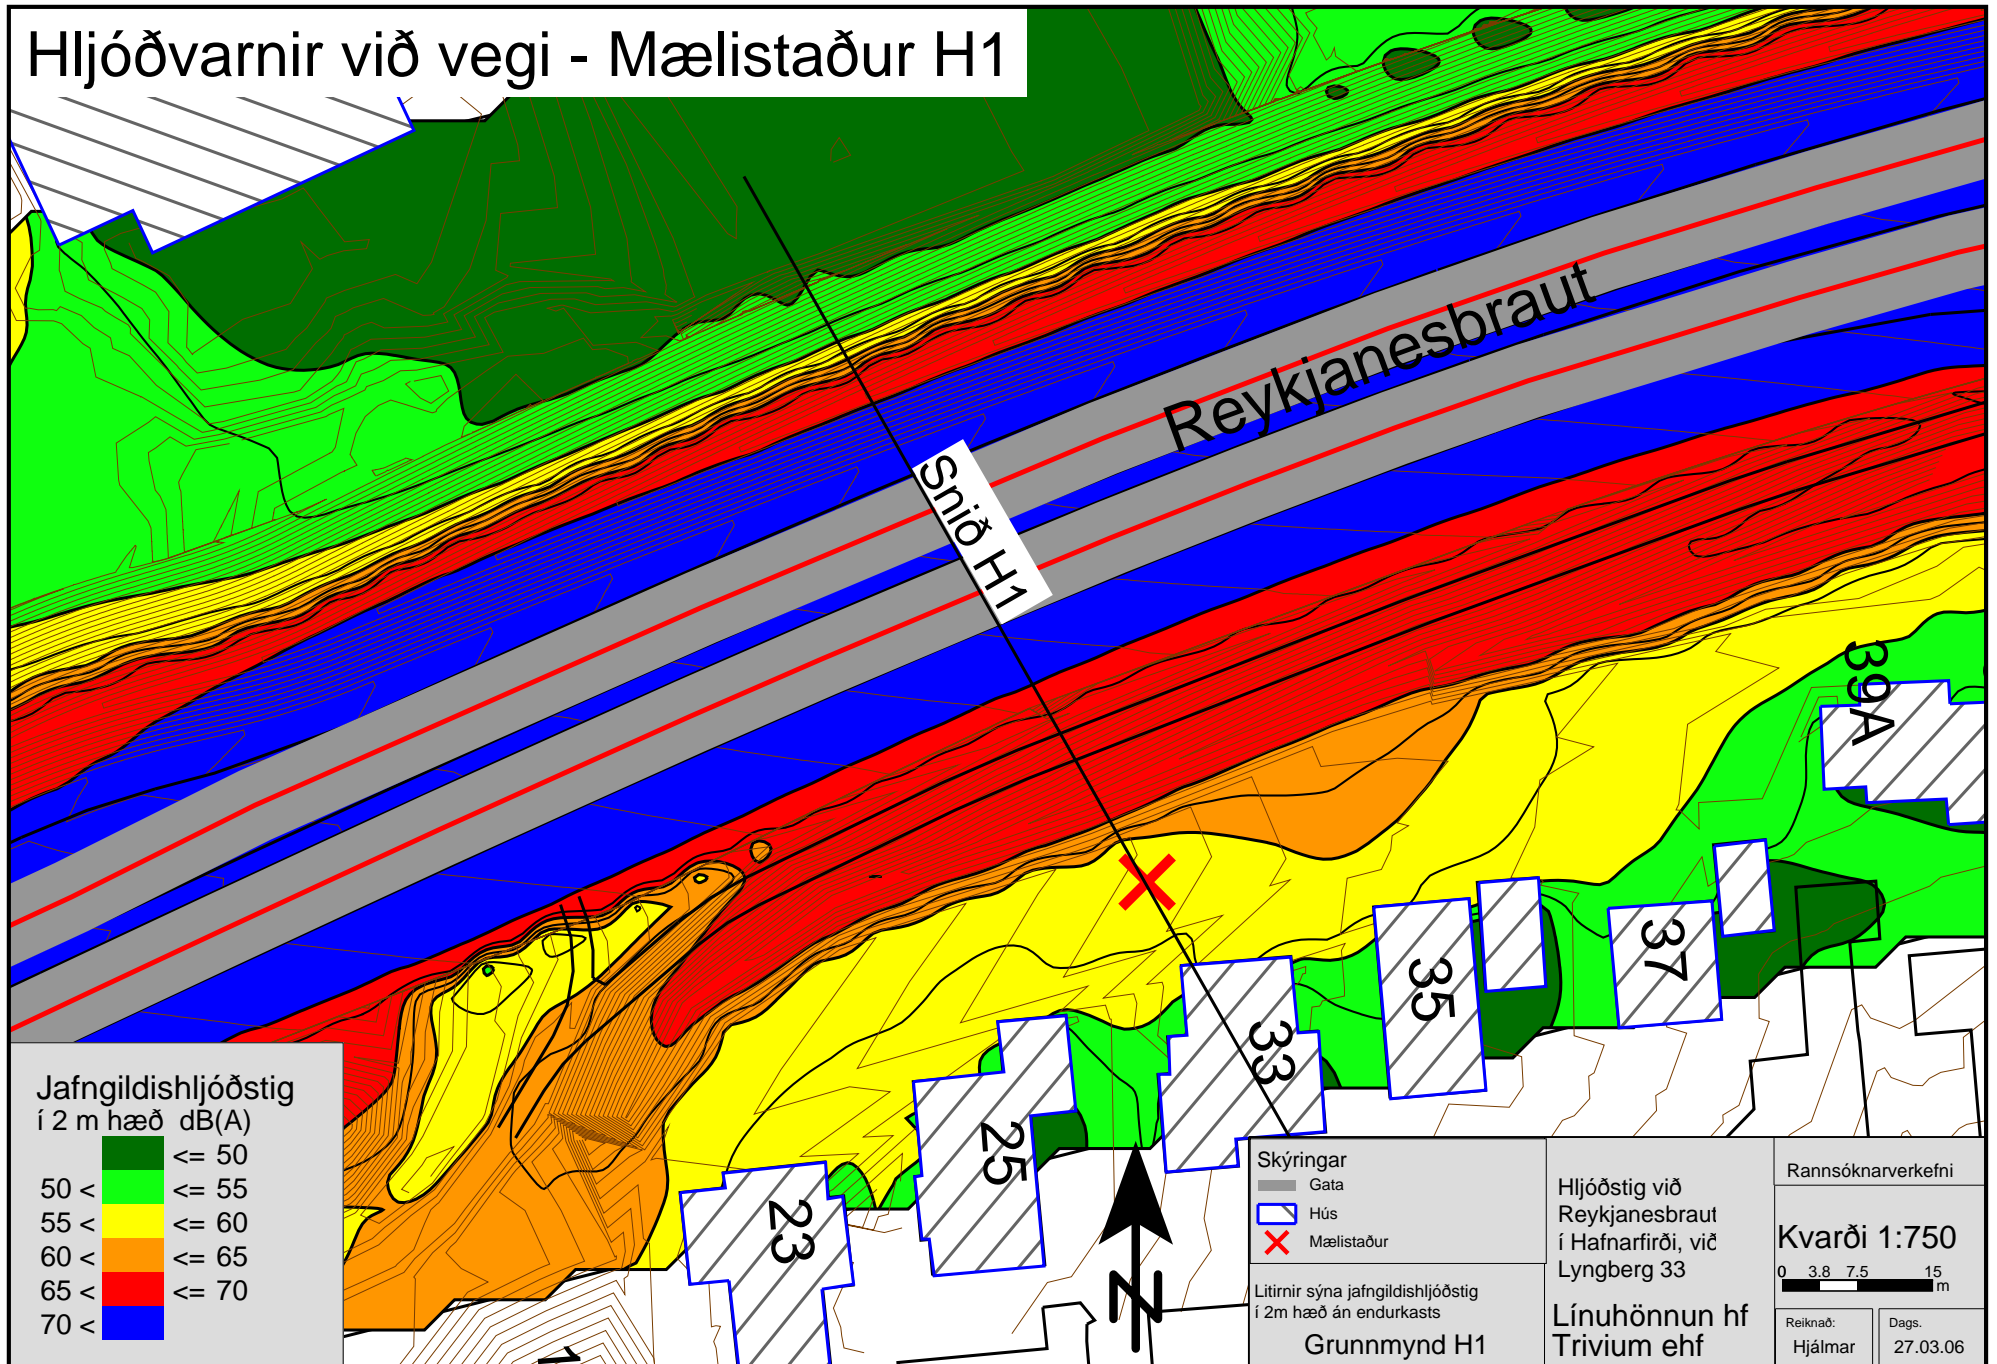 Hljóðvarnir við vegi - Mælistaður H1
Reykjanesbraut
Snið H1
39A
37
35
33
25
23
1
Jafngildishljóðstig
í 2 m hæð dB(A)
<= 50
50 < <= 55
55 < <= 60
60 < <= 65
65 < <= 70
70 <
N
Skýringar
Gata
Hús
Mælistaður
Litirnir sýna jafngildishljóðstig
í 2m hæð án endurkasts
Grunnmynd H1
Hljóðstig við
Reykjanesbraut
í Hafnarfirði, við
Lyngberg 33
Línuhönnun hf
Trivium ehf
Rannsóknarverkefni
Kvarði 1:750
0 3.8 7.5 15
m
Reiknað:
Hjálmar
Dags.
27.03.06